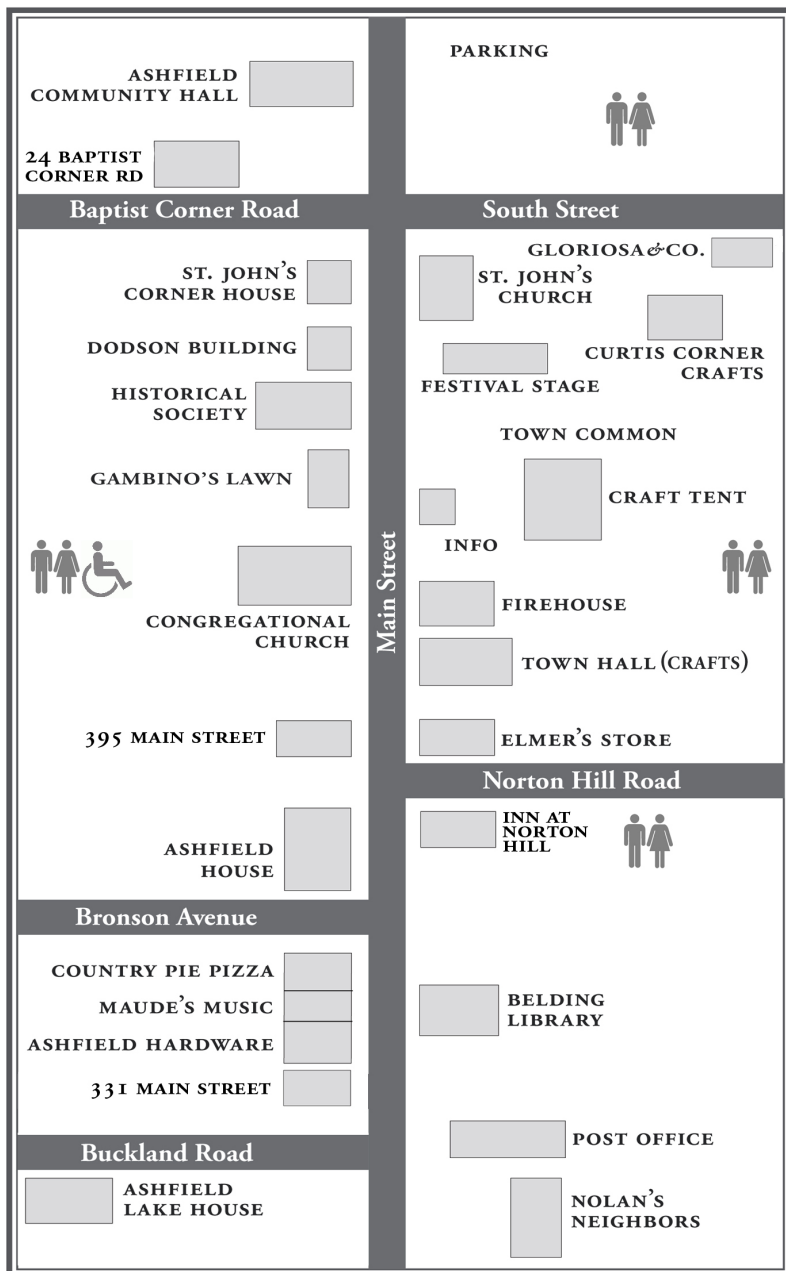 ASHFIELD
COMMUNITY HALL
24 BAPTIST
CORNER RD
PARKING
Baptist Corner Road
South Street
ST. JOHN'S
CORNER HOUSE
DODSON BUILDING
HISTORICAL
SOCIETY
GAMBINO'S LAWN
CONGREGATIONAL
CHURCH
395 MAIN STREET
ASHFIELD
HOUSE
Main Street
GLORIOSA & CO.
ST. JOHN'S
CHURCH
CURTIS CORNER
CRAFTS
FESTIVAL STAGE
TOWN COMMON
CRAFT TENT
INFO
FIREHOUSE
TOWN HALL (CRAFTS)
ELMER'S STORE
Norton Hill Road
INN AT
NORTON
HILL
Bronson Avenue
COUNTRY PIE PIZZA
MAUDE'S MUSIC
ASHFIELD HARDWARE
331 MAIN STREET
BELDING
LIBRARY
POST OFFICE
Buckland Road
ASHFIELD
LAKE HOUSE
NOLAN'S
NEIGHBORS